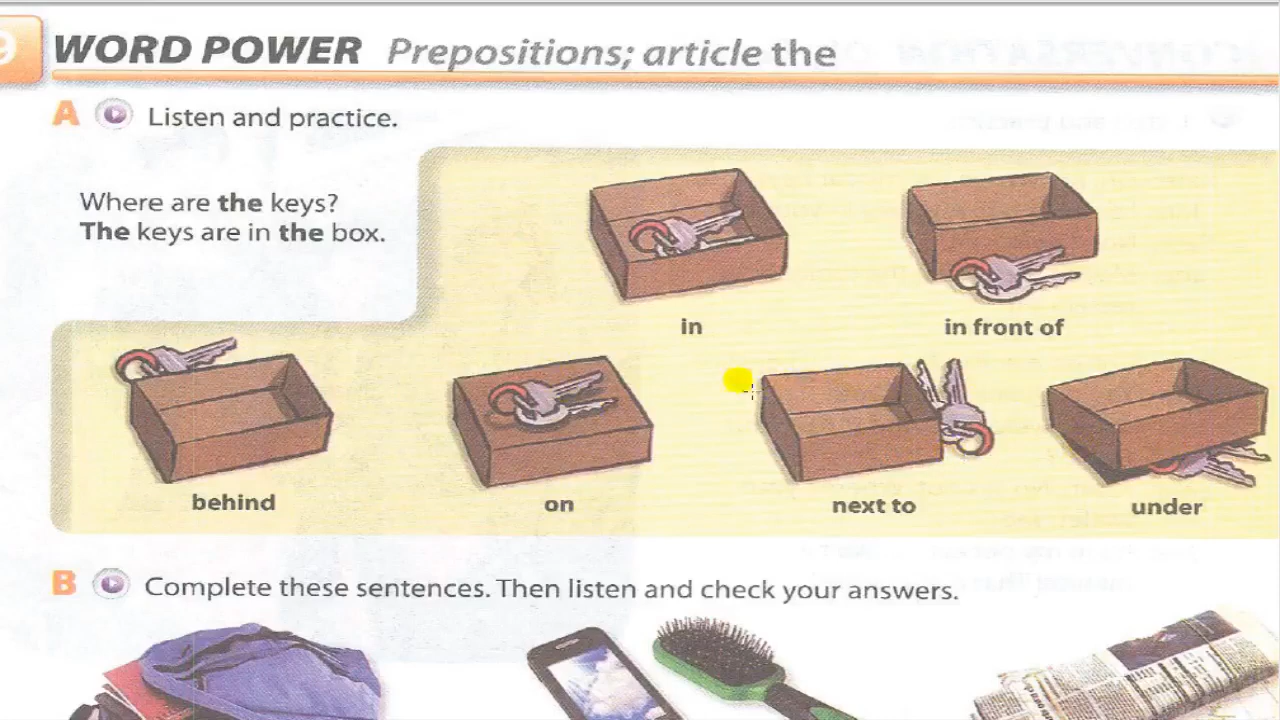 9 WORD POWER Prepositions; article the
A Listen and practice.
Where are the keys?
The keys are in the box.
in
in front of
behind
on
next to
under
B Complete these sentences. Then listen and check your answers.